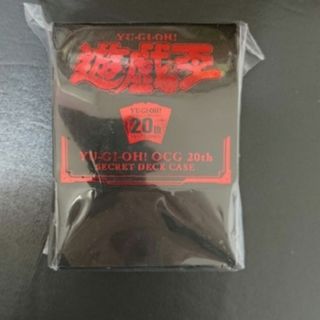 YU-GI-OH!
遊戯王
YU-GI-OH!
20th
YU-GI-OH! OCG 20th
SECRET DECK CASE